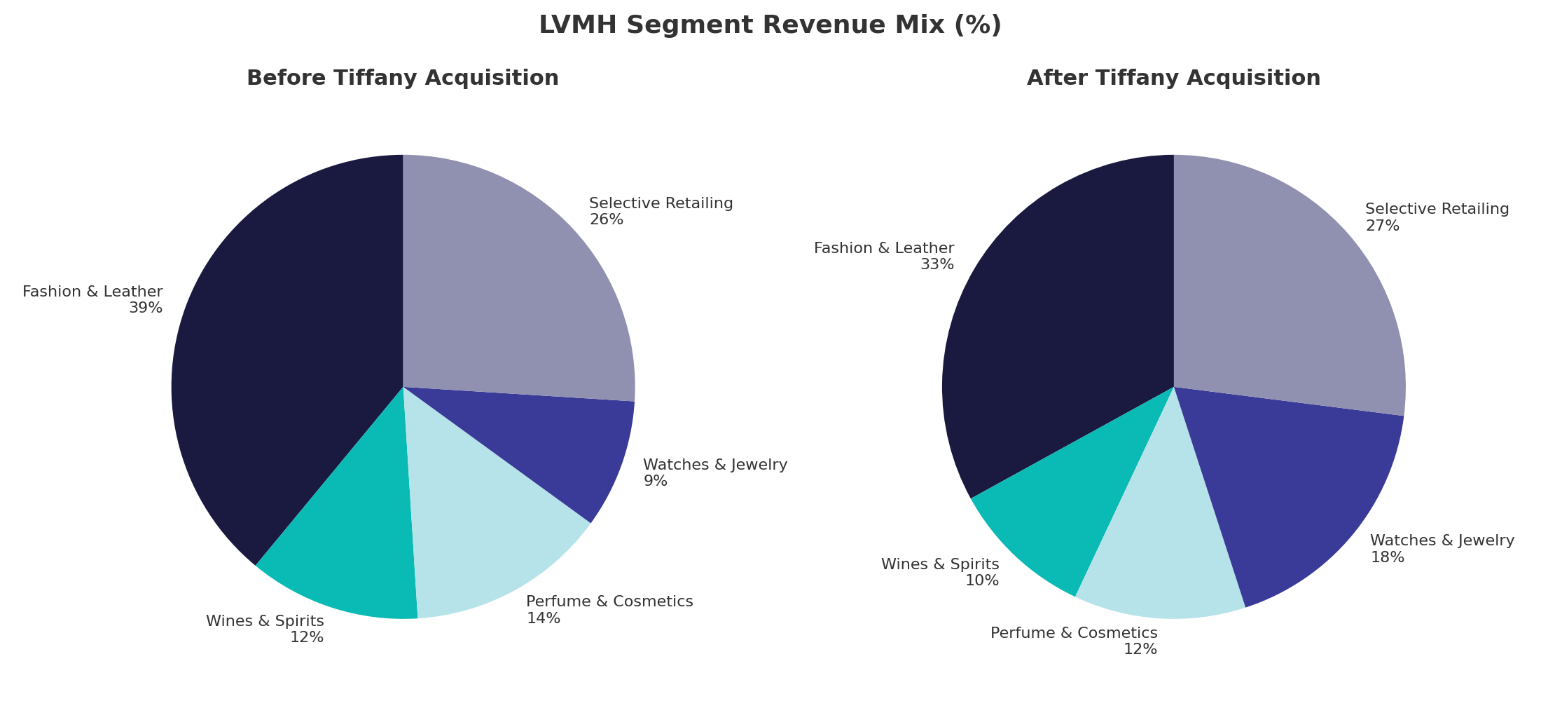 LVMH Segment Revenue Mix (%)
Before Tiffany Acquisition
Selective Retailing
26%
Fashion & Leather
39%
Watches & Jewelry
9%
Perfume & Cosmetics
14%
Wines & Spirits
12%
After Tiffany Acquisition
Selective Retailing
27%
Fashion & Leather
33%
Watches & Jewelry
18%
Wines & Spirits
10%
Perfume & Cosmetics
12%